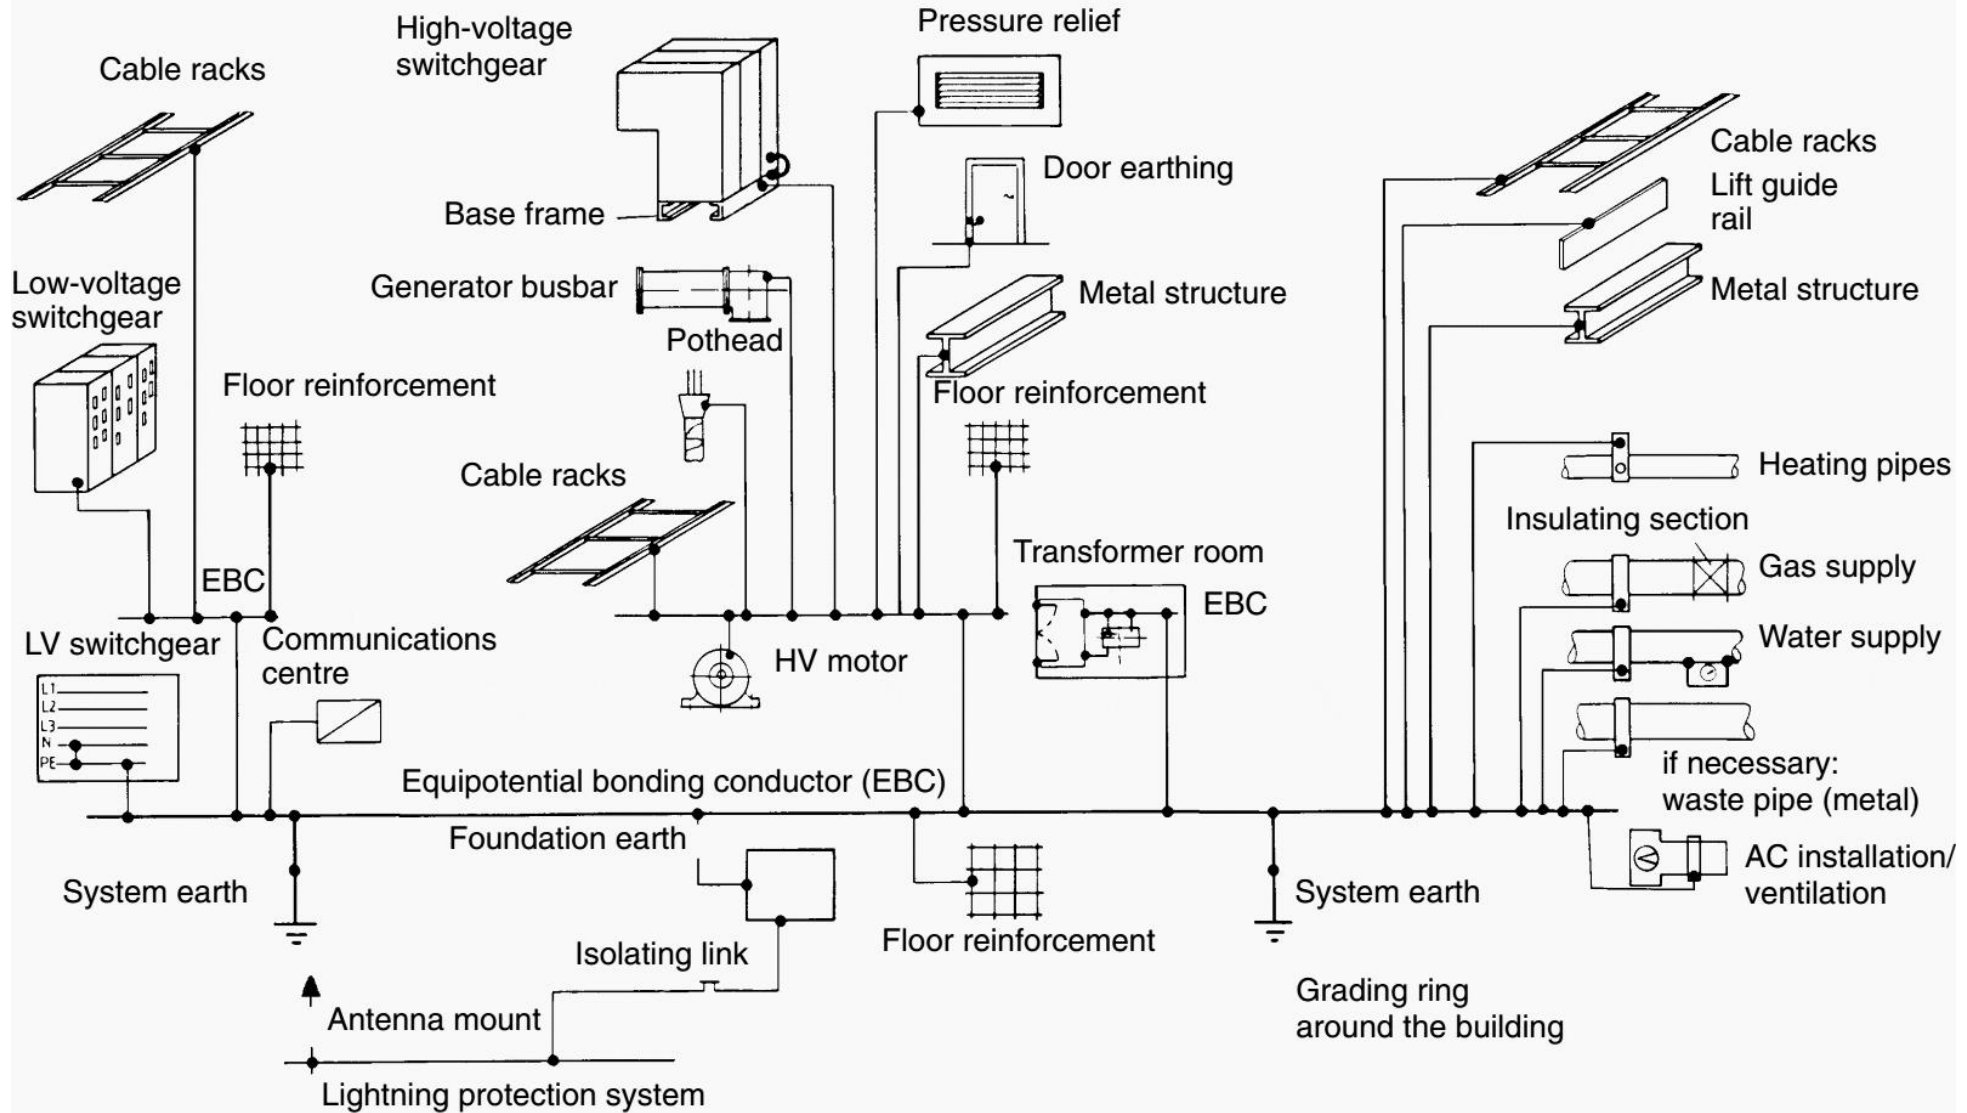 Pressure relief
High-voltage
switchgear
Cable racks
Cable racks
Door earthing
Lift guide
rail
Base frame
Low-voltage
switchgear
Generator busbar
Metal structure
Metal structure
Pothead
Floor reinforcement
Floor reinforcement
Heating pipes
Cable racks
Insulating section
Transformer room
Gas supply
EBC
EBC
LV switchgear
Communications
centre
HV motor
Water supply
L1
L2
L3
N
PE
if necessary:
waste pipe (metal)
Equipotential bonding conductor (EBC)
Foundation earth
AC installation/
ventilation
System earth
System earth
Floor reinforcement
Isolating link
Grading ring
around the building
Antenna mount
Lightning protection system